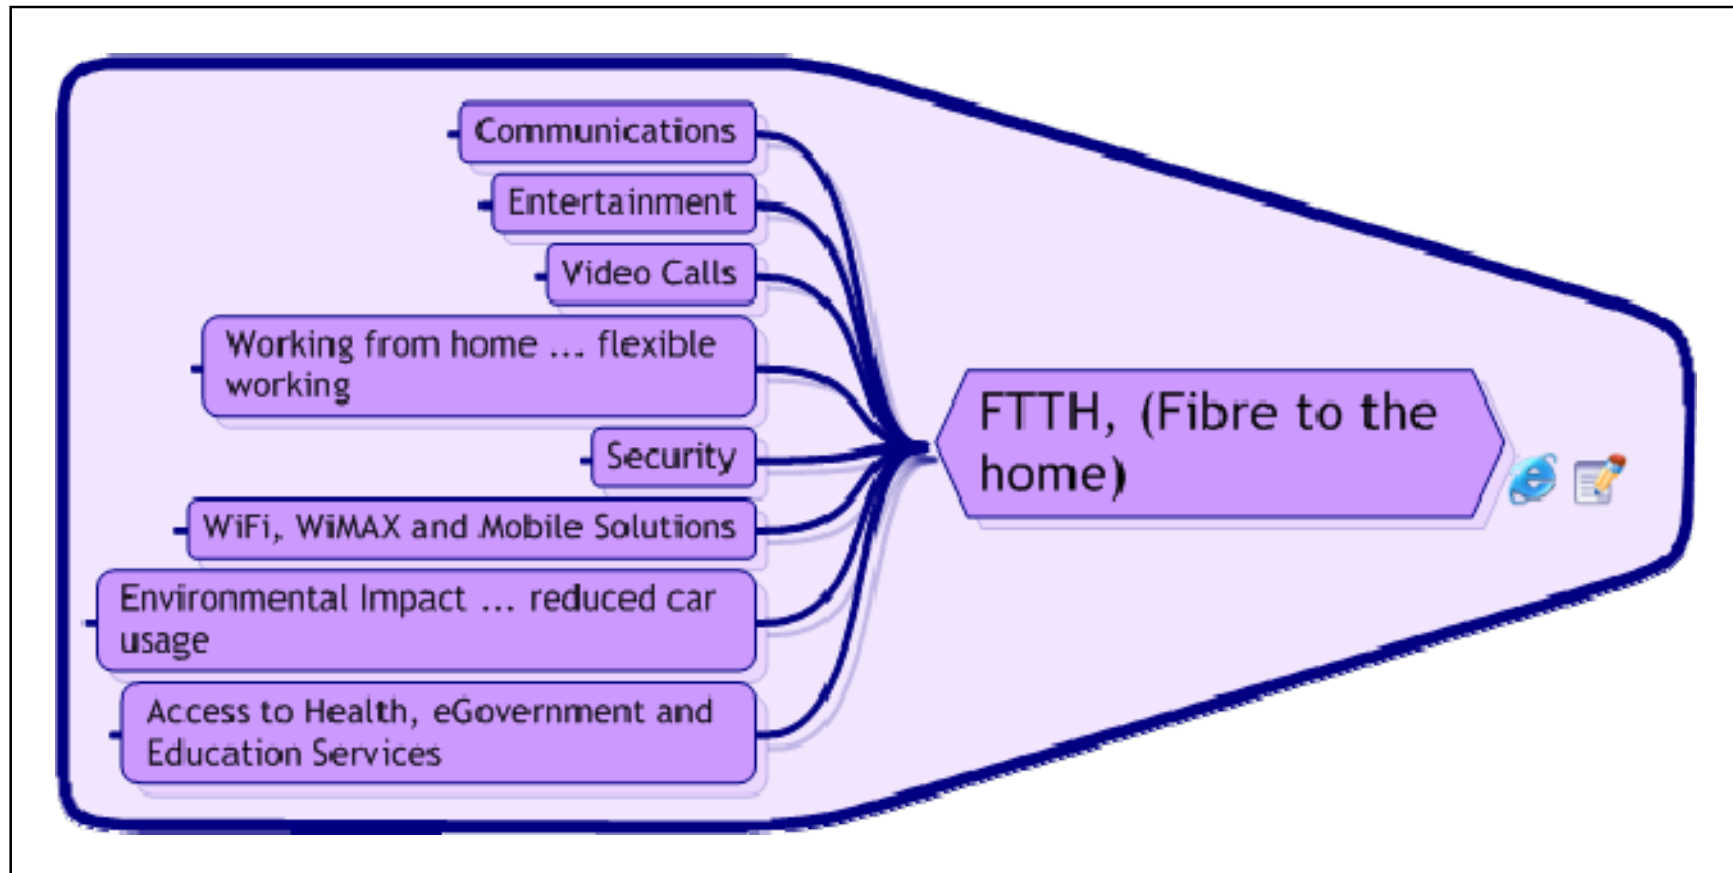 Communications
Entertainment
Video Calls
Working from home ... flexible
working
Security
WiFi, WiMAX and Mobile Solutions
Environmental Impact ... reduced car
usage
Access to Health, eGovernment and
Education Services
FTTH, (Fibre to the
home)